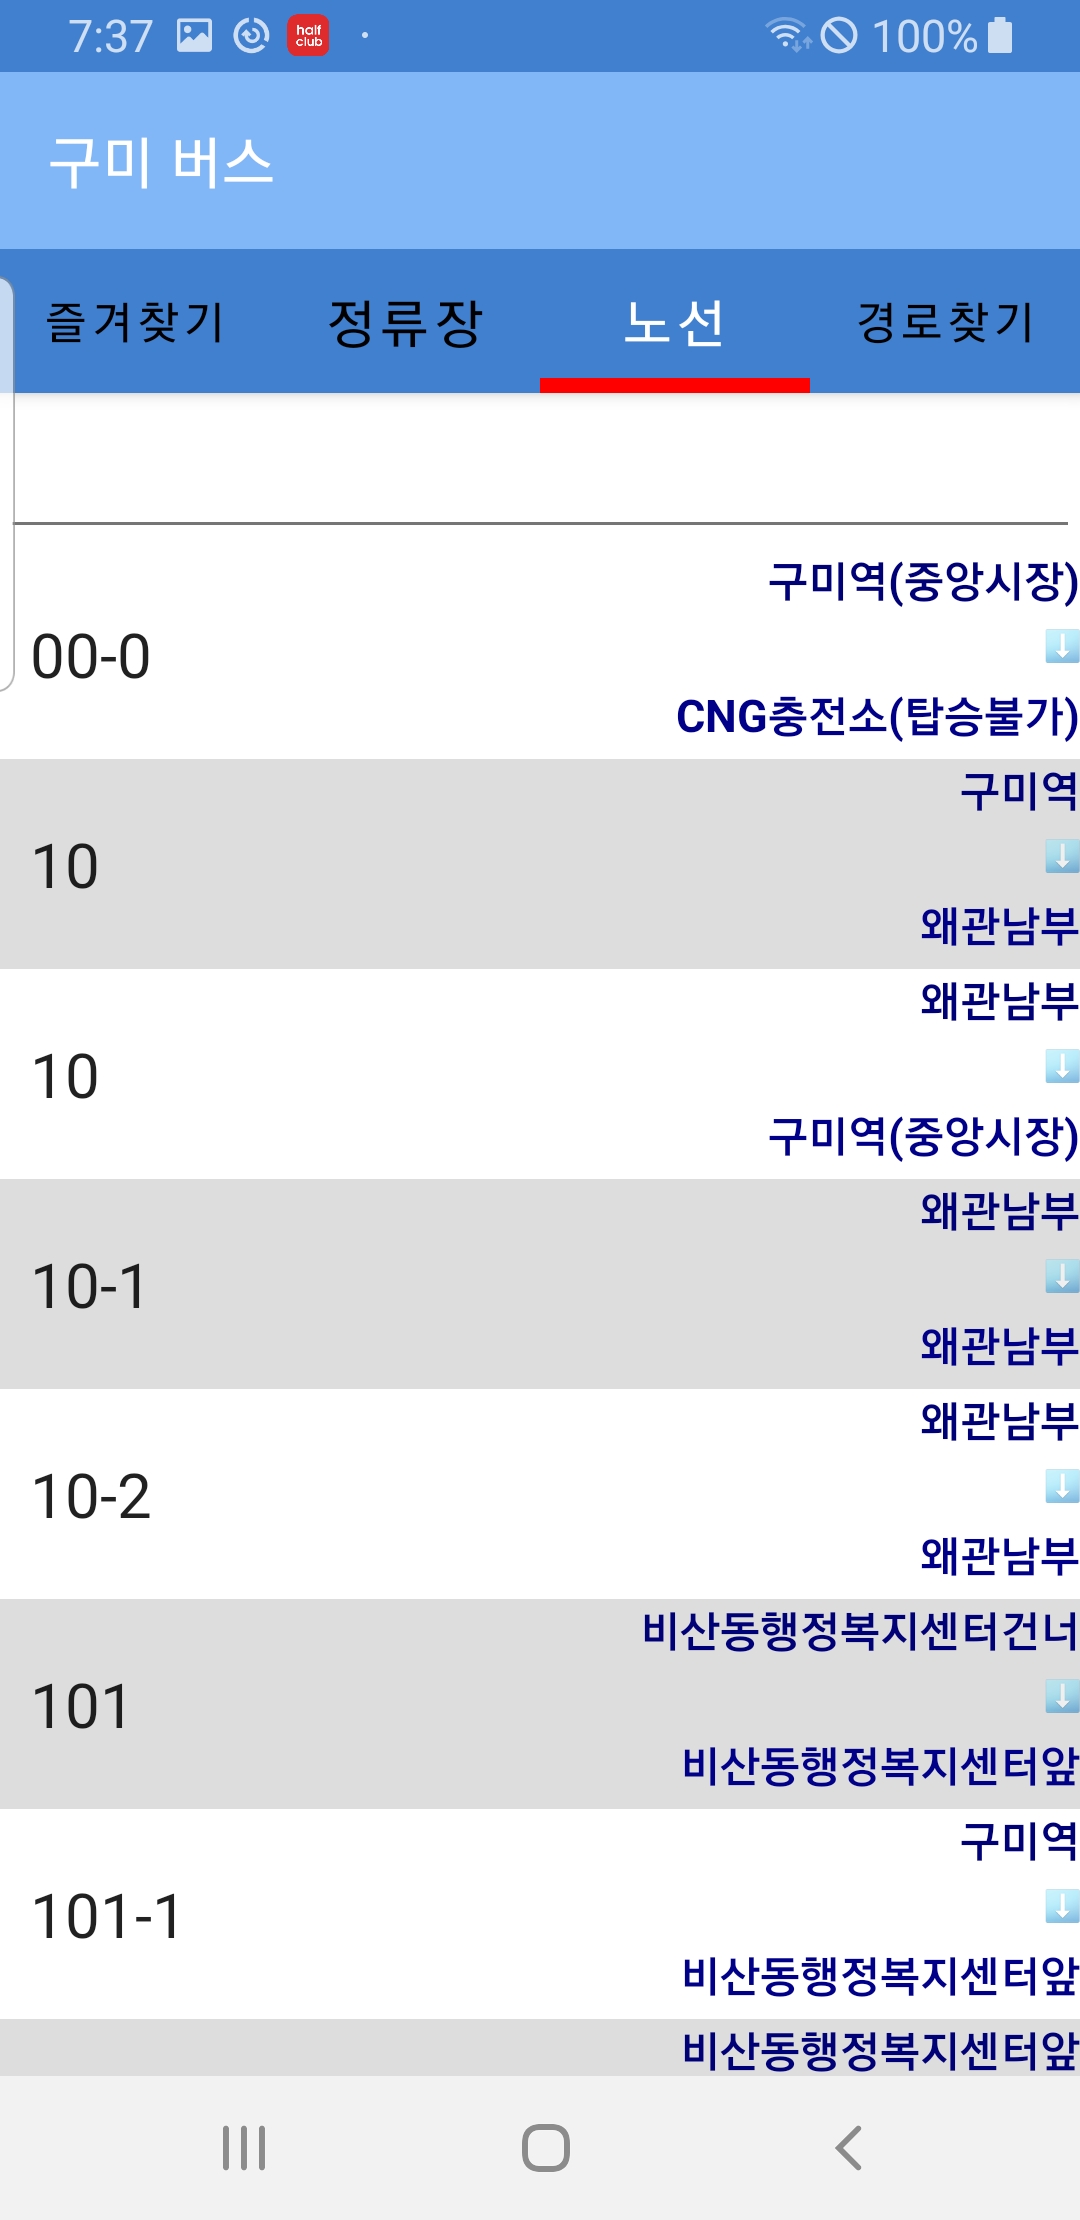 7:37 half club 100%
구미 버스
즐겨찾기 정류장 노선 경로찾기
구미역(중앙시장)
00-0
CNG충전소(탑승불가)
구미역
10
왜관남부
왜관남부
10
구미역(중앙시장)
왜관남부
10-1
왜관남부
왜관남부
10-2
왜관남부
비산동행정복지센터건너
101
비산동행정복지센터앞
구미역
101-1
비산동행정복지센터앞
비산동행정복지센터앞